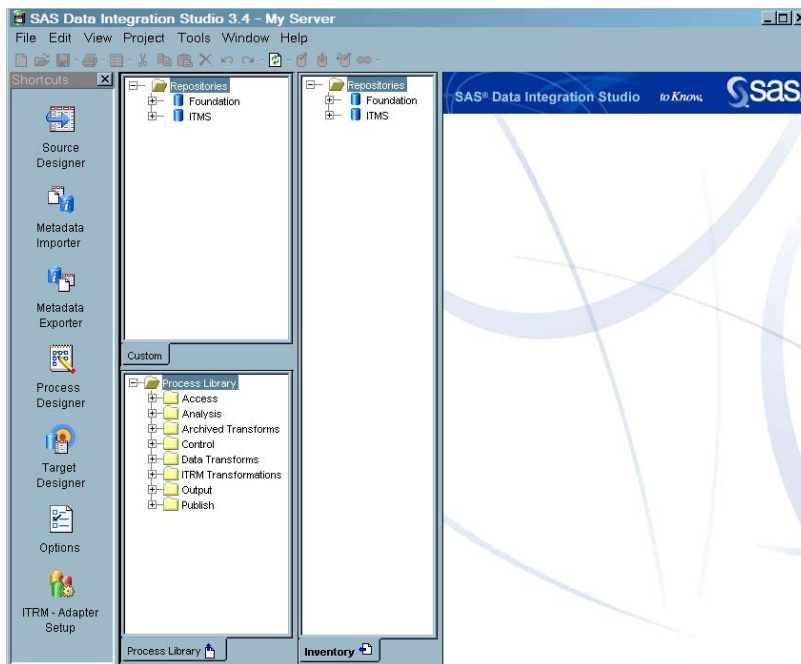 SAS Data Integration Studio 3.4 - My Server
File Edit View Project Tools Window Help
Shortcuts
Source
Designer
Metadata
Importer
Metadata
Exporter
Process
Designer
Target
Designer
Options
ITRM - Adapter
Setup
Repositories
Foundation
ITMS
Custom
Process Library
Access
Analysis
Archived Transforms
Control
Data Transforms
ITRM Transformations
Output
Publish
Process Library
Repositories
Foundation
ITMS
Inventory
SAS® Data Integration Studio to Know. Ssas